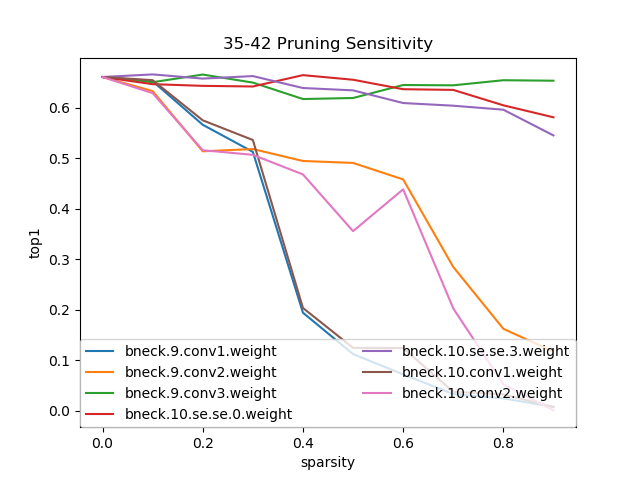 35-42 Pruning Sensitivity
top1
0.6
0.5
0.4
0.3
0.2
0.1
0.0
bneck.9.conv1.weight
bneck.9.conv2.weight
bneck.9.conv3.weight
bneck.10.se.se.0.weight
bneck.10.se.se.3.weight
bneck.10.conv1.weight
bneck.10.conv2.weight
0.0 0.2 0.4 0.6 0.8
sparsity